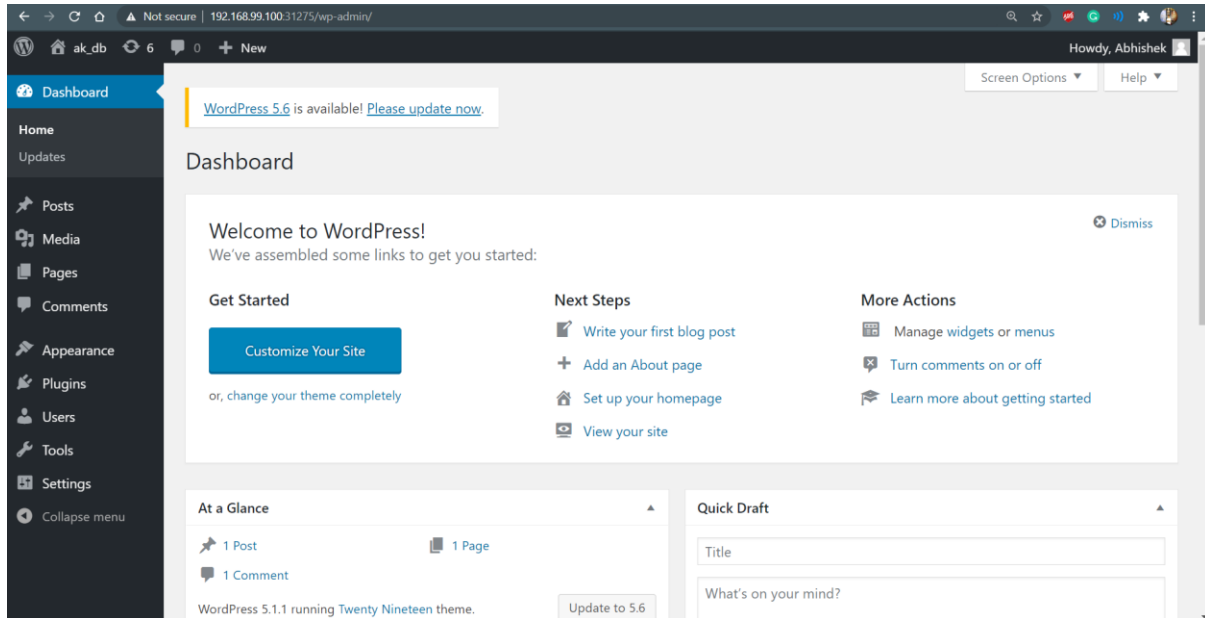 Not secure | 192.168.99.100:31275/wp-admin/
ak_db 6 0 + New Howdy, Abhishek
Screen Options ▼ Help ▼
Dashboard
Home
Updates
Posts
Media
Pages
Comments
Appearance
Plugins
Users
Tools
Settings
Collapse menu
WordPress 5.6 is available! Please update now.
Dashboard
Welcome to WordPress!
We've assembled some links to get you started:
Dismiss
Get Started
Customize Your Site
or, change your theme completely
Next Steps
Write your first blog post
Add an About page
Set up your homepage
View your site
More Actions
Manage widgets or menus
Turn comments on or off
Learn more about getting started
At a Glance
1 Post
1 Page
1 Comment
WordPress 5.1.1 running Twenty Nineteen theme.
Update to 5.6
Quick Draft
Title
What's on your mind?